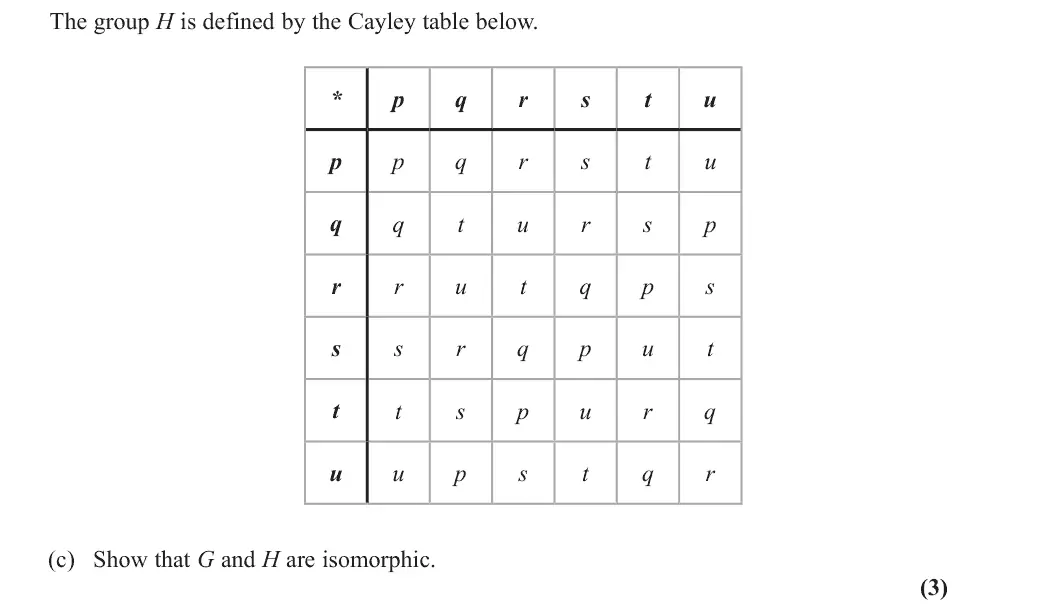 The group H is defined by the Cayley table below.
* p q r s t u
p p q r s t u
q q t u r s p
r r u t q p s
s s r q p u t
t t s p u r q
u u p s t q r
(c) Show that G and H are isomorphic.
(3)